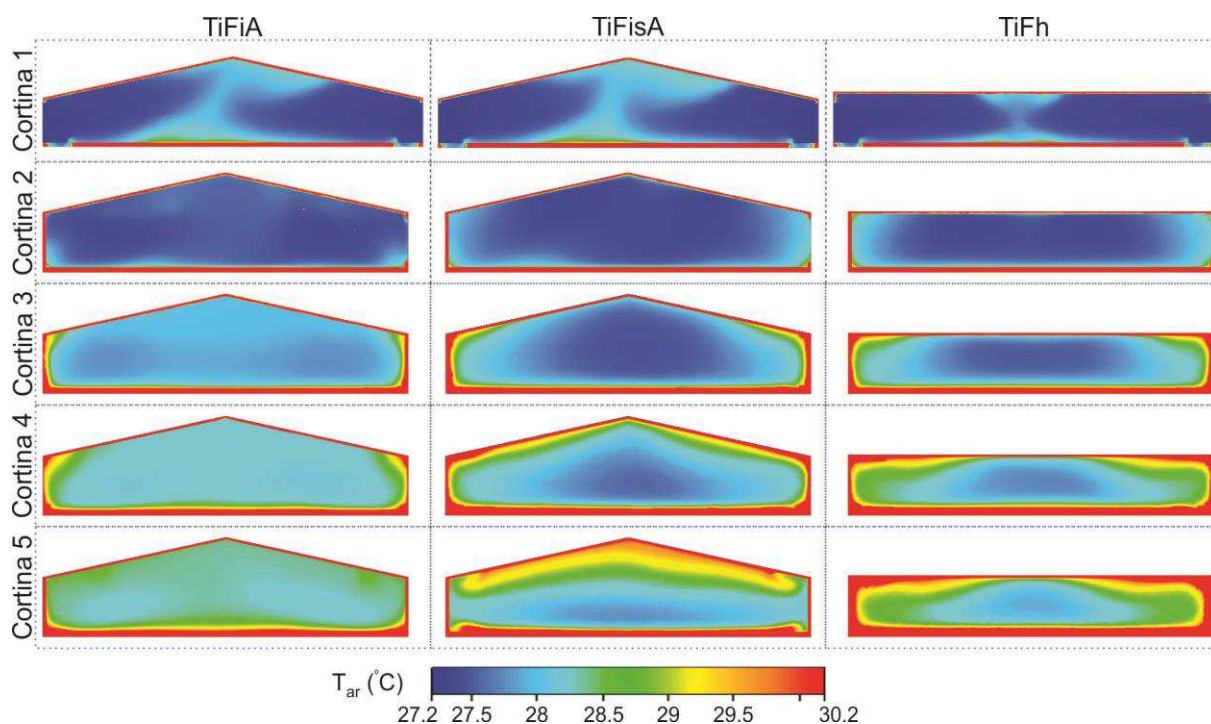 TiFiA TiFisA TiFh
Cortina 1
Cortina 2
Cortina 3
Cortina 4
Cortina 5
T_ar (°C)
27.2 27.5 28 28.5 29 29.5 30.2